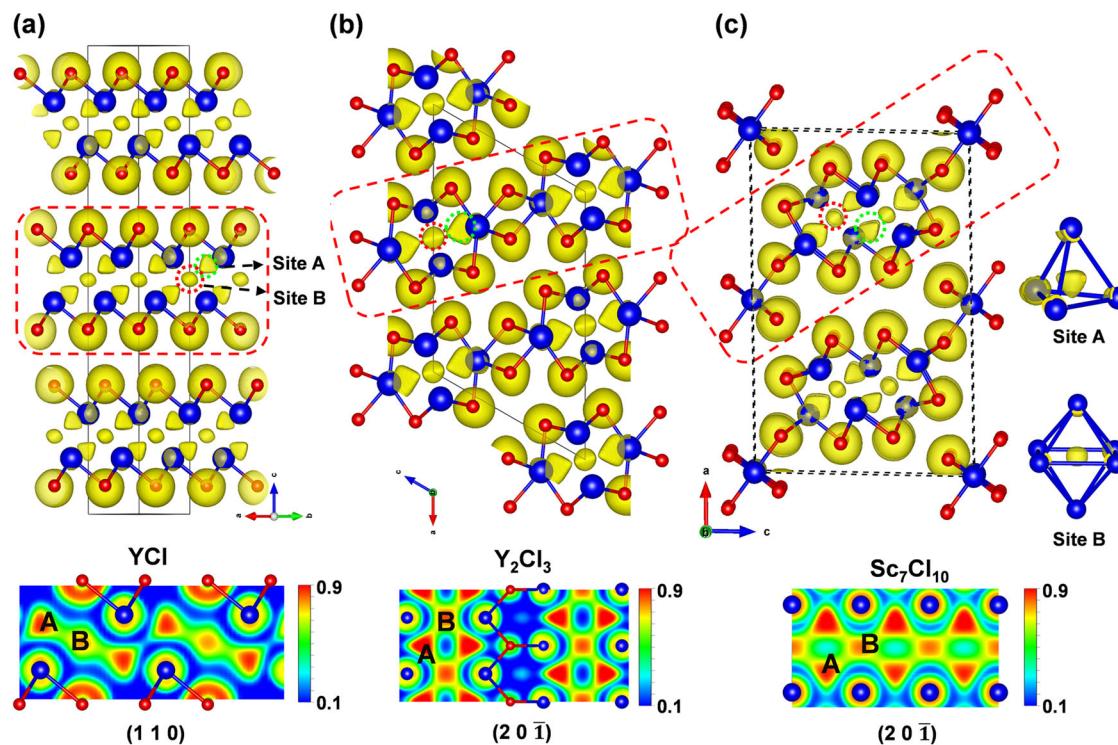 (a)
(b)
(c)
Site A
Site B
Site A
Site B
c
a
b
c
a
a
b
c
YCl
Y₂Cl₃
Sc₇Cl₁₀
A
B
0.9
0.1
B
A
0.9
0.1
B
A
0.9
0.1
(1 1 0)
(2 0 1̅)
(2 0 1̅)